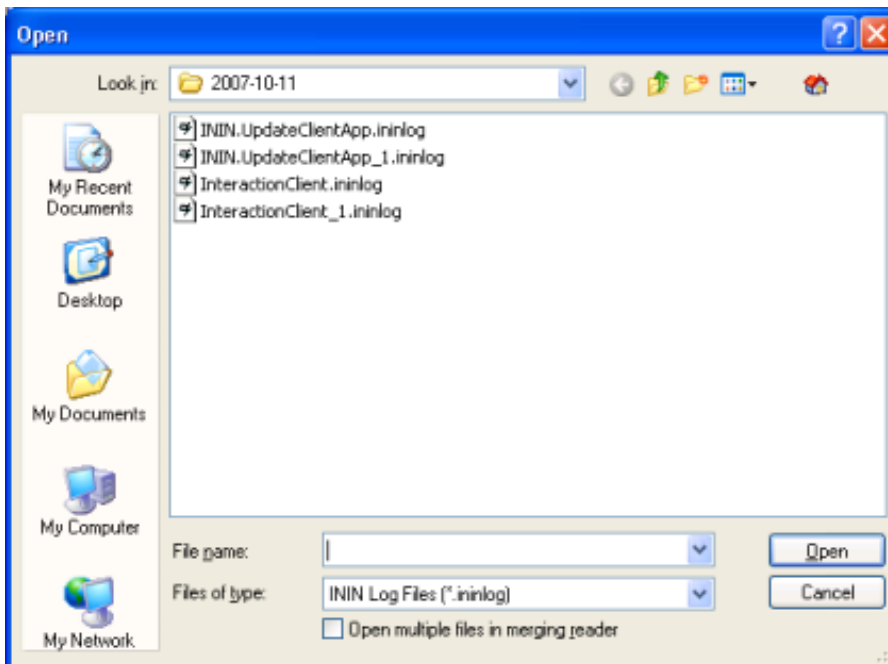 Open
Look in:
2007-10-11
ININ.UpdateClientApp.ininlog
ININ.UpdateClientApp_1.ininlog
InteractionClient.ininlog
InteractionClient_1.ininlog
My Recent
Documents
Desktop
My Documents
My Computer
My Network
File name:
Open
Files of type:
ININ Log Files (*.ininlog)
Cancel
Open multiple files in merging reader